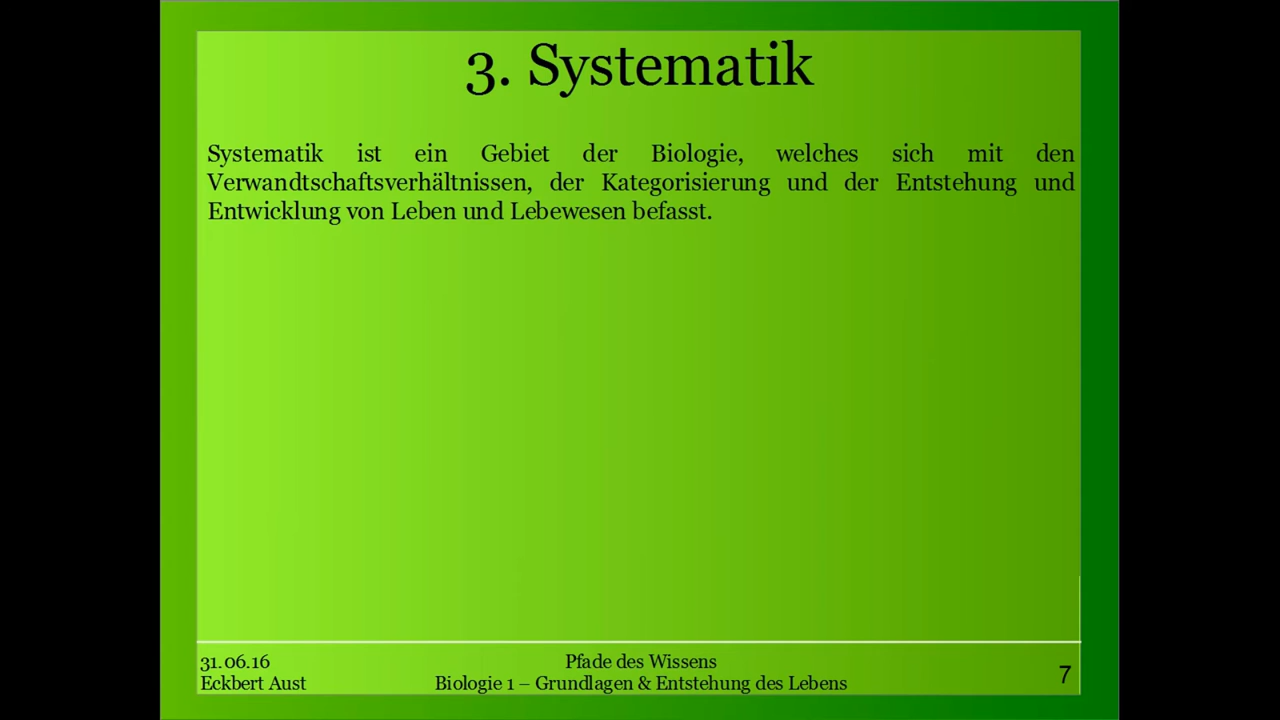 3. Systematik
Systematik ist ein Gebiet der Biologie, welches sich mit den
Verwandtschaftsverhältnissen, der Kategorisierung und der Entstehung und
Entwicklung von Leben und Lebewesen befasst.
31.06.16
Eckbert Aust
Pfade des Wissens
Biologie 1 – Grundlagen & Entstehung des Lebens
7